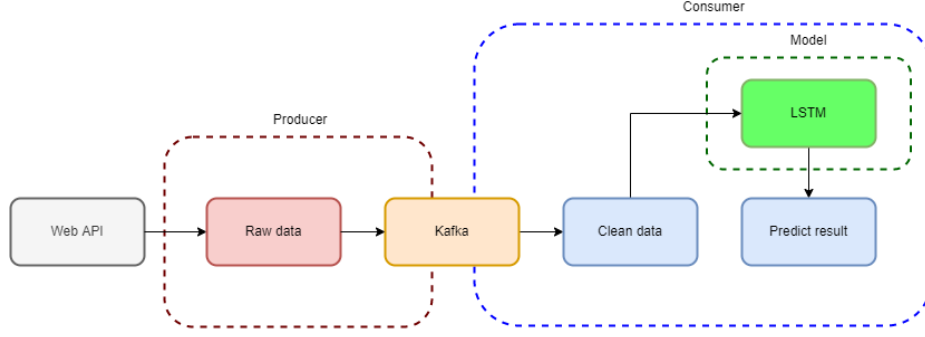 Consumer
Model
LSTM
Producer
Web API
Raw data
Kafka
Clean data
Predict result